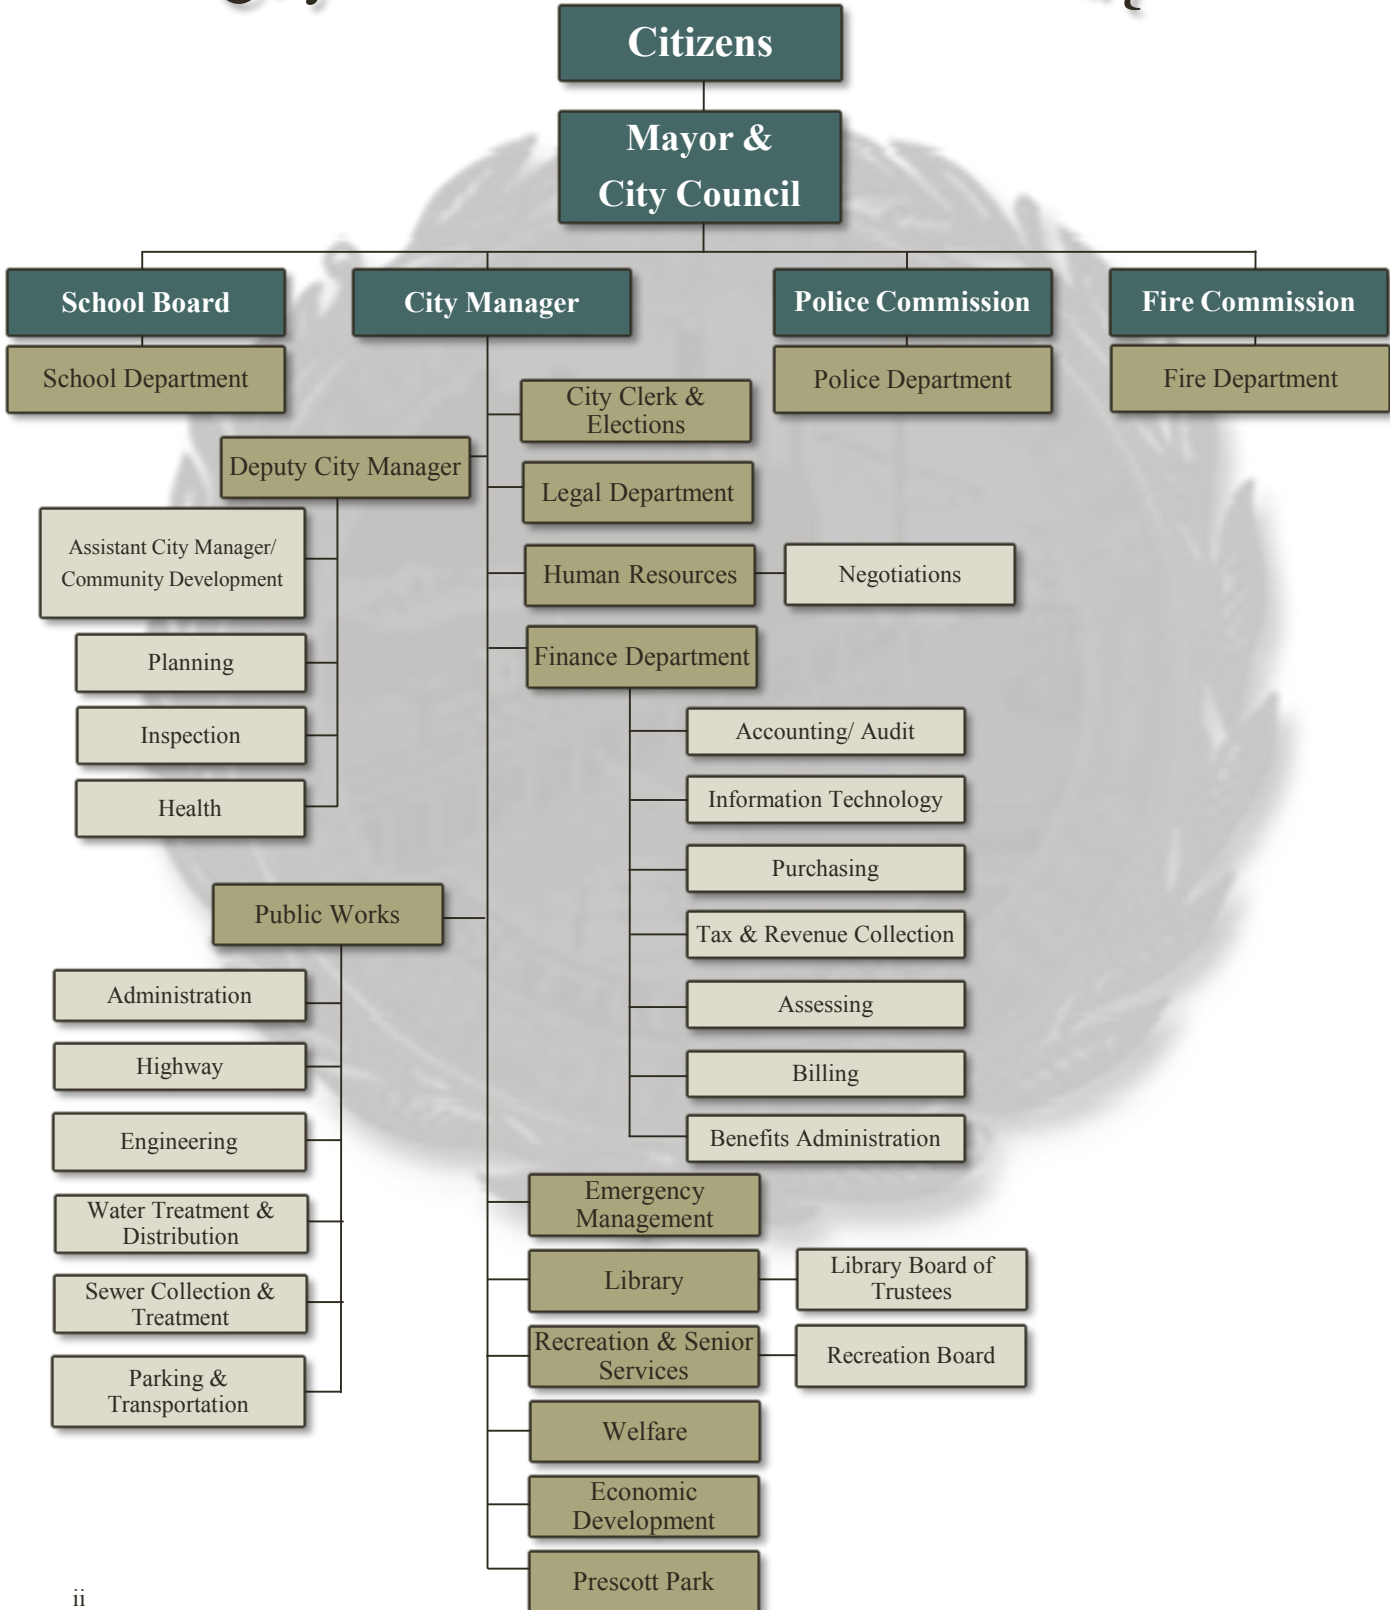 Citizens
Mayor &
City Council
School Board
City Manager
Police Commission
Fire Commission
School Department
Police Department
Fire Department
City Clerk &
Elections
Deputy City Manager
Legal Department
Assistant City Manager/
Community Development
Human Resources
Negotiations
Planning
Finance Department
Inspection
Accounting/ Audit
Health
Information Technology
Purchasing
Public Works
Tax & Revenue Collection
Administration
Assessing
Highway
Billing
Engineering
Benefits Administration
Water Treatment &
Distribution
Emergency
Management
Sewer Collection &
Treatment
Library
Library Board of
Trustees
Parking &
Transportation
Recreation & Senior
Services
Recreation Board
Welfare
Economic
Development
Prescott Park
ii